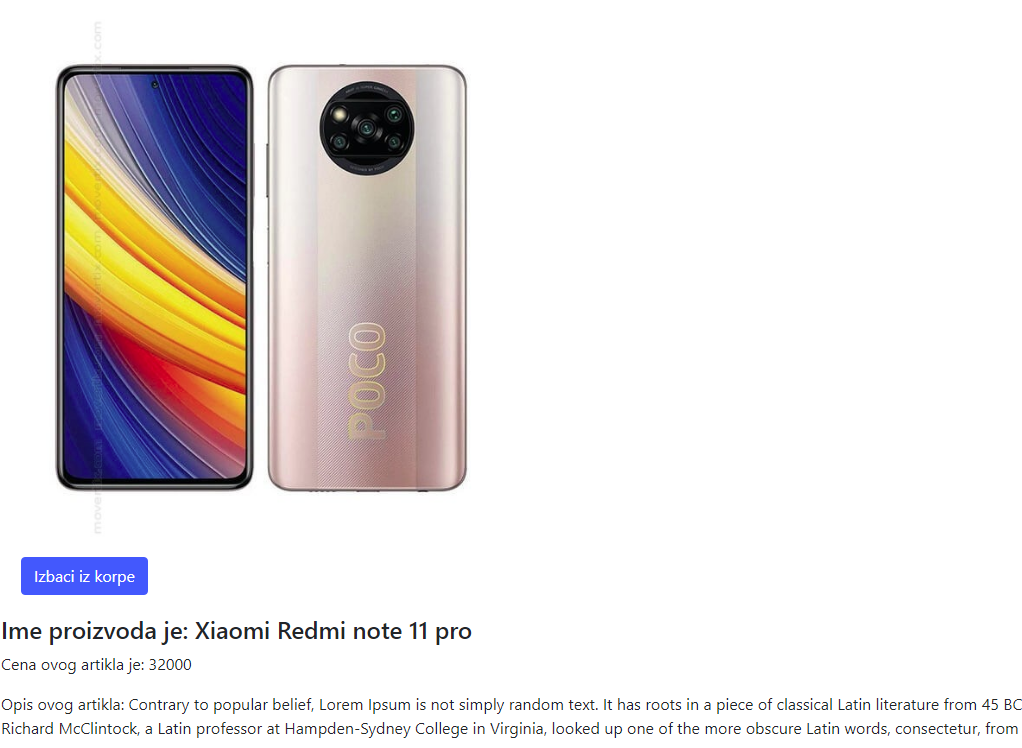 POCO
Izbaci iz korpe
Ime proizvoda je: Xiaomi Redmi note 11 pro
Cena ovog artikla je: 32000
Opis ovog artikla: Contrary to popular belief, Lorem Ipsum is not simply random text. It has roots in a piece of classical Latin literature from 45 BC
Richard McClintock, a Latin professor at Hampden-Sydney College in Virginia, looked up one of the more obscure Latin words, consectetur, from